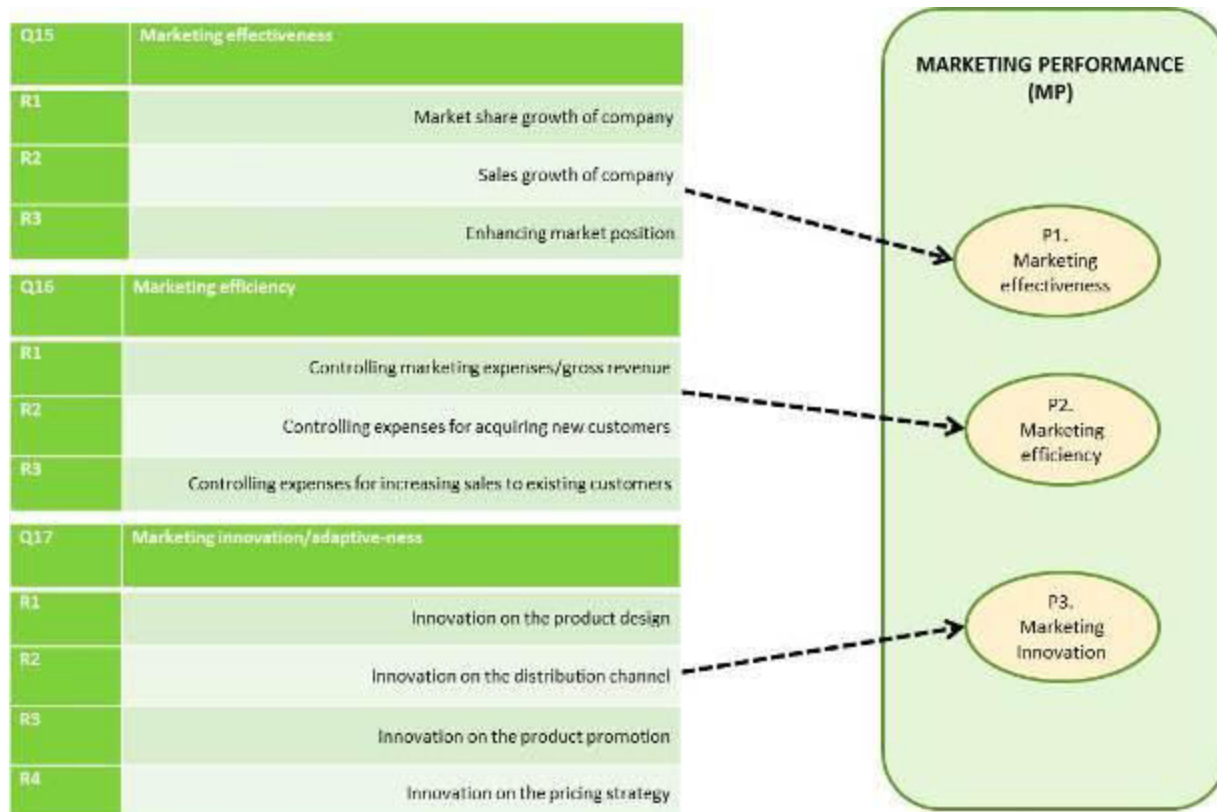 Q15 Marketing effectiveness
R1 Market share growth of company
R2 Sales growth of company
R3 Enhancing market position
Q16 Marketing efficiency
R1 Controlling marketing expenses/gross revenue
R2 Controlling expenses for acquiring new customers
R3 Controlling expenses for increasing sales to existing customers
Q17 Marketing innovation/adaptive-ness
R1 Innovation on the product design
R2 Innovation on the distribution channel
R3 Innovation on the product promotion
R4 Innovation on the pricing strategy
MARKETING PERFORMANCE
(MP)
P1.
Marketing
effectiveness
P2.
Marketing
efficiency
P3.
Marketing
Innovation